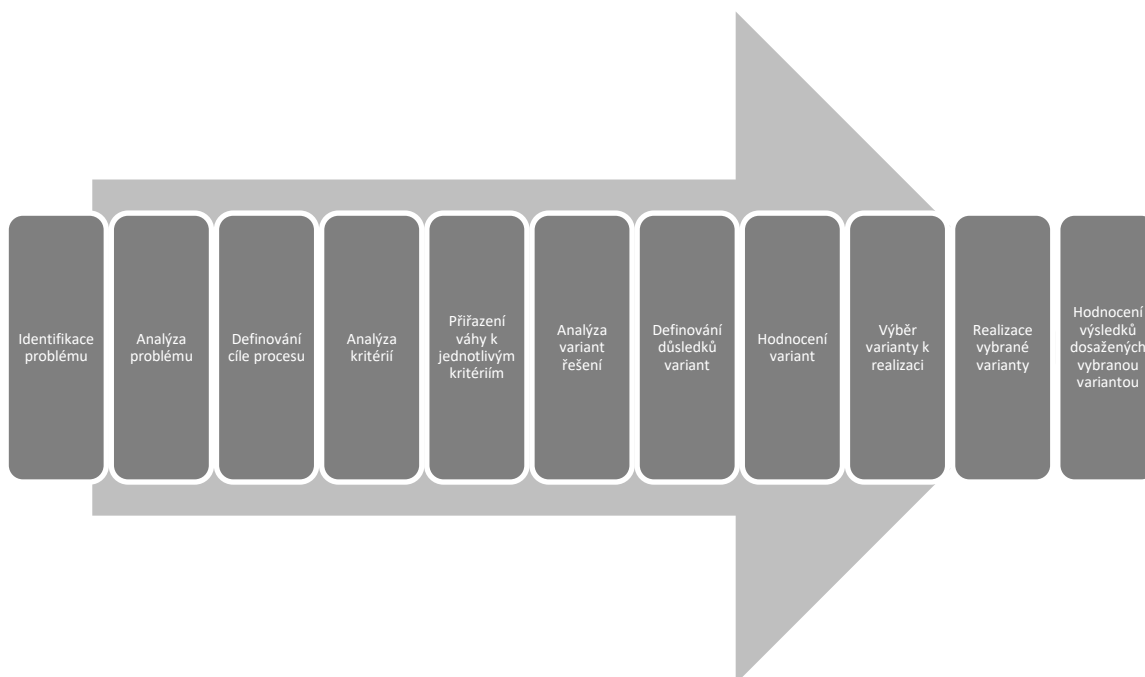 Identifikace
problému
Analýza
problému
Definování
cíle procesu
Analýza
kritérií
Přiřazení
váhy k
jednotlivým
kritériím
Analýza
variant
řešení
Definování
důsledků
variant
Hodnocení
variant
Výběr
varianty k
realizaci
Realizace
vybrané
varianty
Hodnocení
výsledků
dosažených
vybranou
variantou